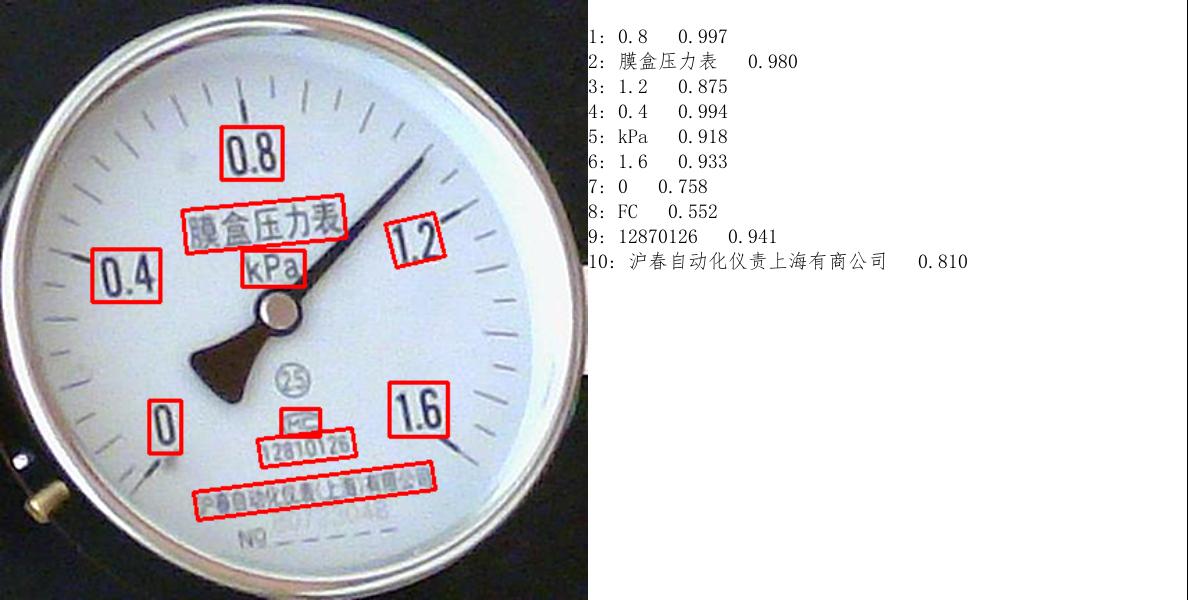 0.8
膜盒压力表
1.2
0.4
kPa
1.6
0
25
MC
12870126
沪春自动化仪表(上海)有限公司
No
1: 0.8 0.997
2: 膜盒压力表 0.980
3: 1.2 0.875
4: 0.4 0.994
5: kPa 0.918
6: 1.6 0.933
7: 0 0.758
8: FC 0.552
9: 12870126 0.941
10: 沪春自动化仪责上海有商公司 0.810